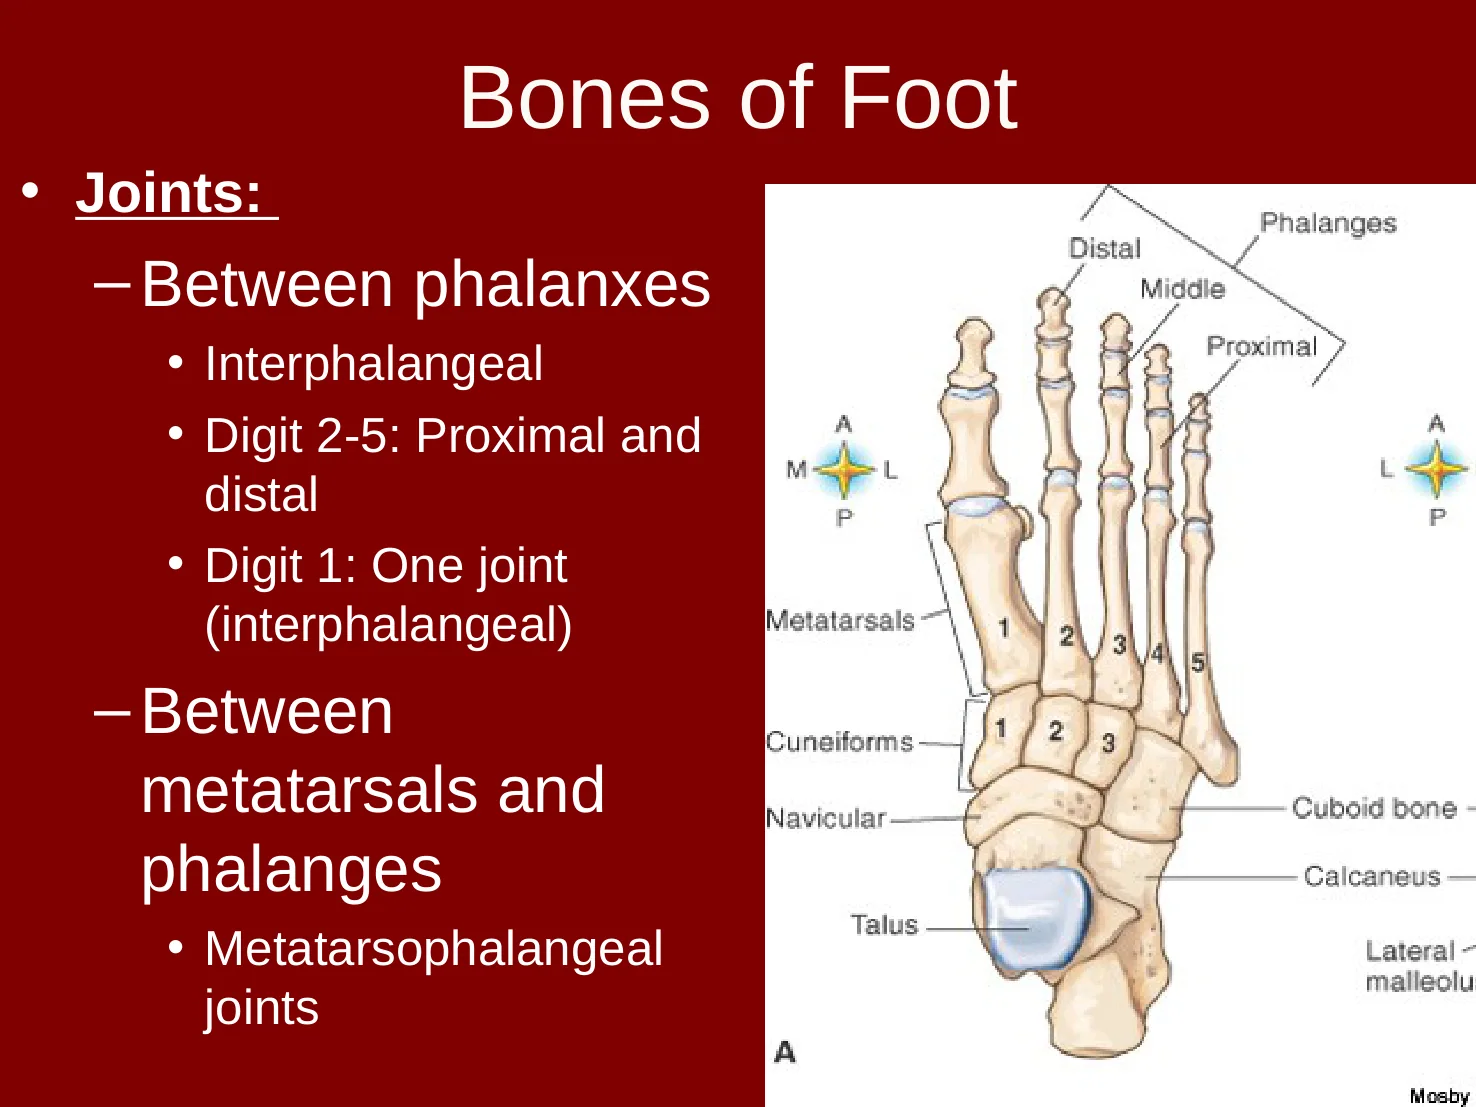 Bones of Foot
• Joints:
– Between phalanxes
• Interphalangeal
• Digit 2-5: Proximal and
distal
• Digit 1: One joint
(interphalangeal)
– Between
metatarsals and
phalanges
• Metatarsophalangeal
joints
Phalanges
Distal
Middle
Proximal
A
M L
P
A
L
P
Metatarsals
1 2 3 4 5
Cuneiforms
1 2 3
Navicular
Cuboid bone
Calcaneus
Talus
Lateral
malleolu
A
Mosby